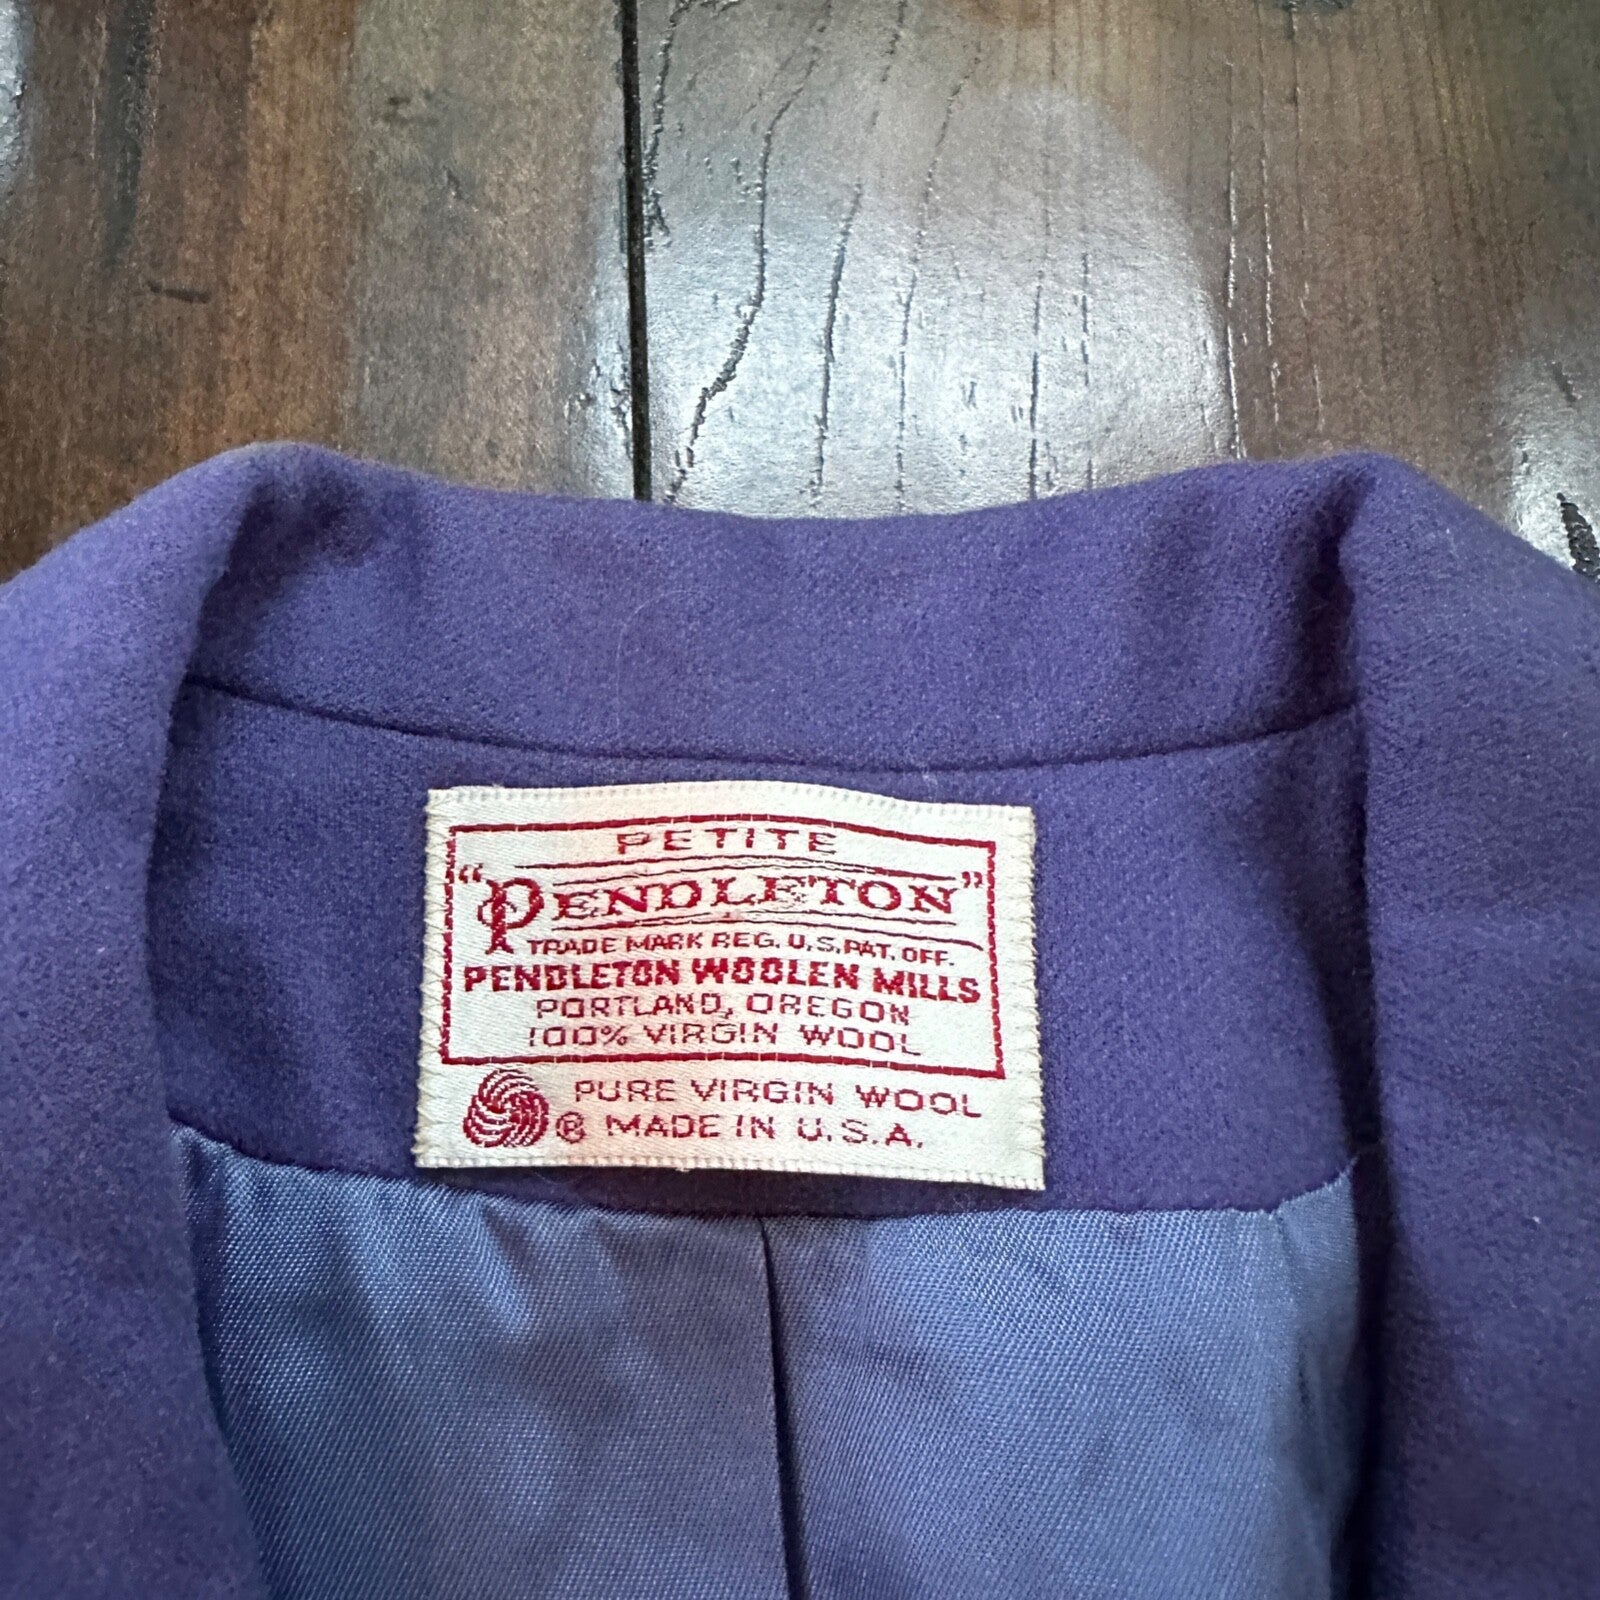 PETITE
"PENDLETON"
TRADE MARK REG. U.S. PAT. OFF.
PENDLETON WOOLEN MILLS
PORTLAND, OREGON
100% VIRGIN WOOL
PURE VIRGIN WOOL
® MADE IN U.S.A.